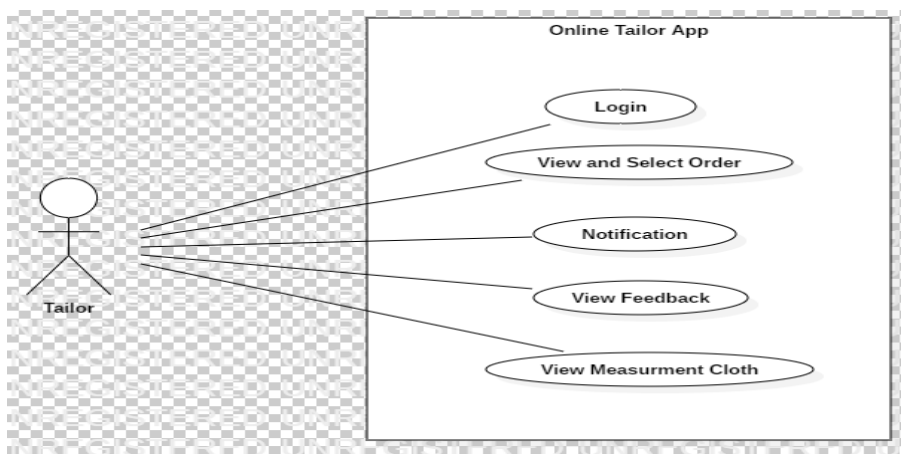 Online Tailor App
Login
View and Select Order
Notification
View Feedback
View Measurment Cloth
Tailor